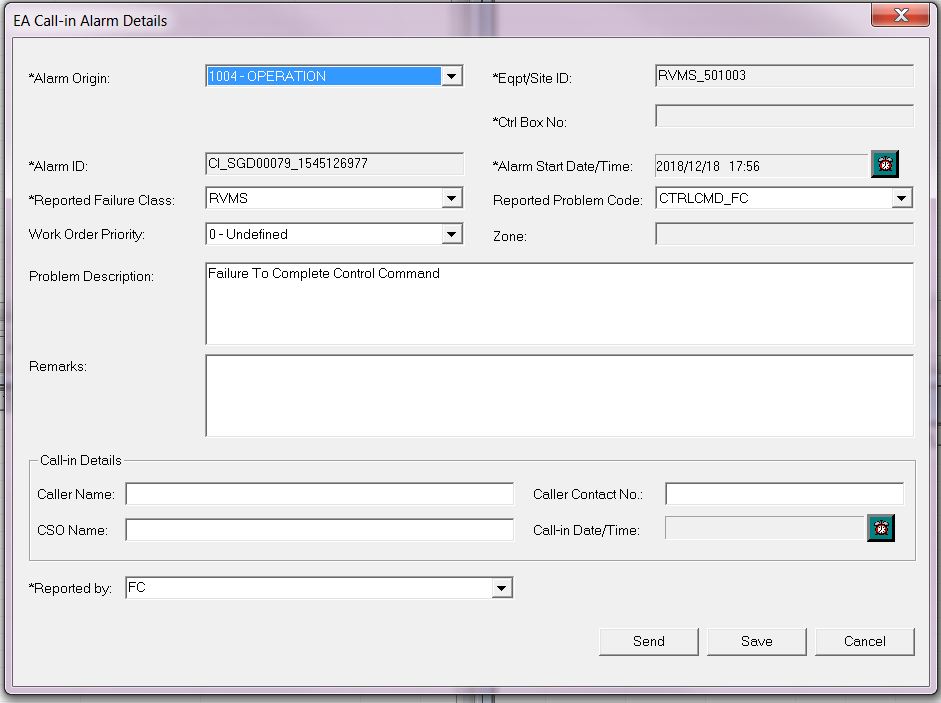 EA Call-in Alarm Details
*Alarm Origin: 1004 - OPERATION *Eqpt/Site ID: RVMS_501003
*Ctrl Box No:
*Alarm ID: CI_SGD00079_1545126977 *Alarm Start Date/Time: 2018/12/18 17:56
*Reported Failure Class: RVMS Reported Problem Code: CTRLCMD_FC
Work Order Priority: 0 - Undefined Zone:
Problem Description: Failure To Complete Control Command
Remarks:
Call-in Details
Caller Name: Caller Contact No.:
CSO Name: Call-in Date/Time:
*Reported by: FC
Send Save Cancel